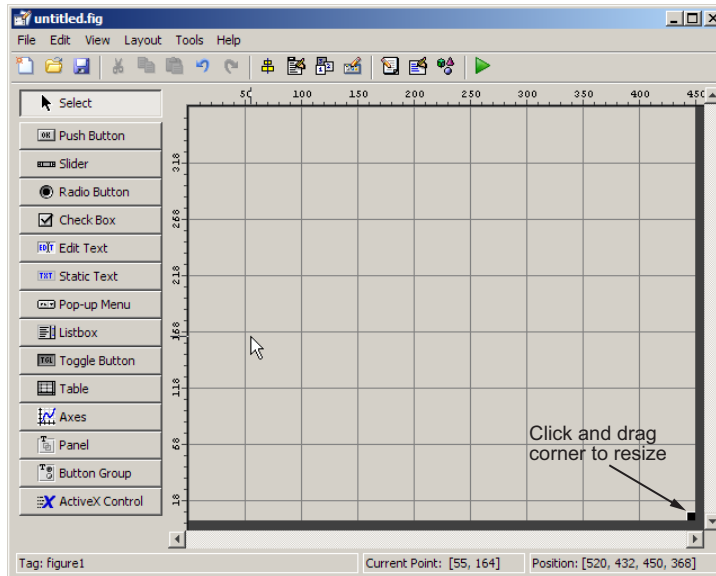 untitled.fig
File Edit View Layout Tools Help
Select
Push Button
Slider
Radio Button
Check Box
Edit Text
Static Text
Pop-up Menu
Listbox
Toggle Button
Table
Axes
Panel
Button Group
ActiveX Control
50 100 150 200 250 300 350 400 450
318
268
218
168
118
68
18
Click and drag
corner to resize
Tag: figure1
Current Point: [55, 164]
Position: [520, 432, 450, 368]